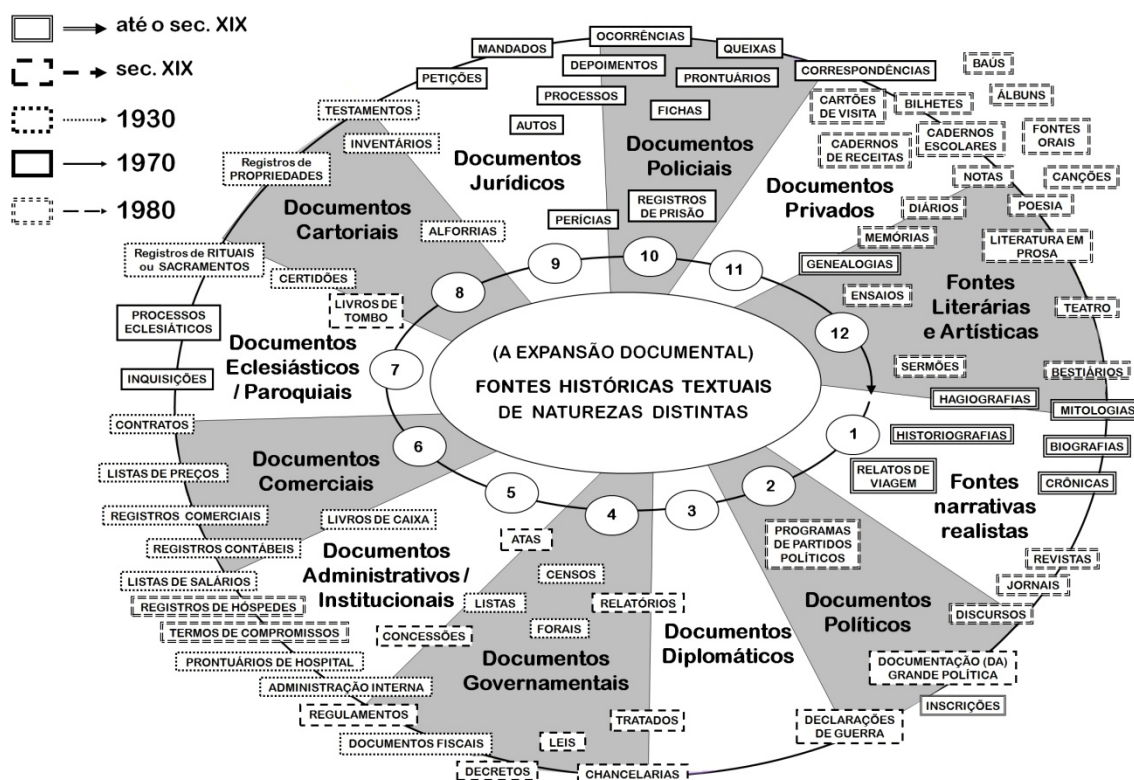 até o sec. XIX
sec. XIX
1930
1970
1980
OCORRÊNCIAS
MANDADOS
QUEIXAS
PETIÇÕES
DEPOIMENTOS
PRONTUÁRIOS
CORRESPONDÊNCIAS
BAÚS
PROCESSOS
FICHAS
CARTÕES
DE VISITA
BILHETES
ÁLBUNS
TESTAMENTOS
AUTOS
INVENTÁRIOS
Documentos
Jurídicos
Documentos
Policiais
CADERNOS
DE RECEITAS
CADERNOS
ESCOLARES
FONTES
ORAIS
Registros de
PROPRIEDADES
NOTAS
CANÇÕES
Documentos
Privados
DIÁRIOS
POESIA
Documentos
Cartoriais
ALFORRIAS
PERÍCIAS
REGISTROS
DE PRISÃO
MEMÓRIAS
LITERATURA EM
PROSA
Registros de RITUAIS
ou SACRAMENTOS
CERTIDÕES
GENEALOGIAS
LIVROS DE
TOMBO
ENSAIOS
Fontes
Literárias
e Artísticas
TEATRO
PROCESSOS
ECLESIÁTICOS
Documentos
Eclesiásticos
/ Paroquiais
INQUISIÇÕES
SERMÕES
BESTIÁRIOS
HAGIOGRAFIAS
MITOLOGIAS
(A EXPANSÃO DOCUMENTAL)
FONTES HISTÓRICAS TEXTUAIS
DE NATUREZAS DISTINTAS
1
2
3
4
5
6
7
8
9
10
11
12
CONTRATOS
HISTORIOGRAFIAS
BIOGRAFIAS
RELATOS DE
VIAGEM
CRÔNICAS
Fontes
narrativas
realistas
Documentos
Comerciais
LISTAS DE PREÇOS
REGISTROS COMERCIAIS
LIVROS DE CAIXA
REGISTROS CONTÁBEIS
ATAS
PROGRAMAS
DE PARTIDOS
POLÍTICOS
REVISTAS
JORNAIS
DISCURSOS
Documentos
Administrativos /
Institucionais
CENSOS
LISTAS DE SALÁRIOS
REGISTROS DE HÓSPEDES
LISTAS
RELATÓRIOS
Documentos
Políticos
TERMOS DE COMPROMISSOS
CONCESSÕES
FORAIS
Documentos
Diplomáticos
PRONTUÁRIOS DE HOSPITAL
Documentos
Governamentais
DOCUMENTAÇÃO (DA)
GRANDE POLÍTICA
ADMINISTRAÇÃO INTERNA
INSCRIÇÕES
REGULAMENTOS
TRATADOS
DECLARAÇÕES
DE GUERRA
DOCUMENTOS FISCAIS
LEIS
DECRETOS
CHANCELARIAS